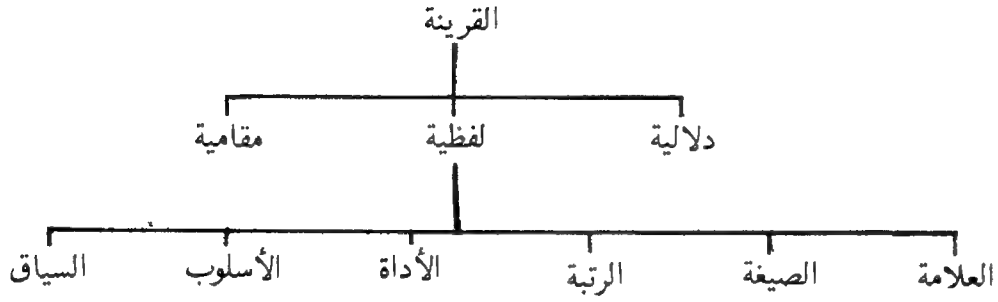 القرينة
دلالية لفظية مقامية
العلامة الصيغة الرتبة الأداة الأسلوب السياق